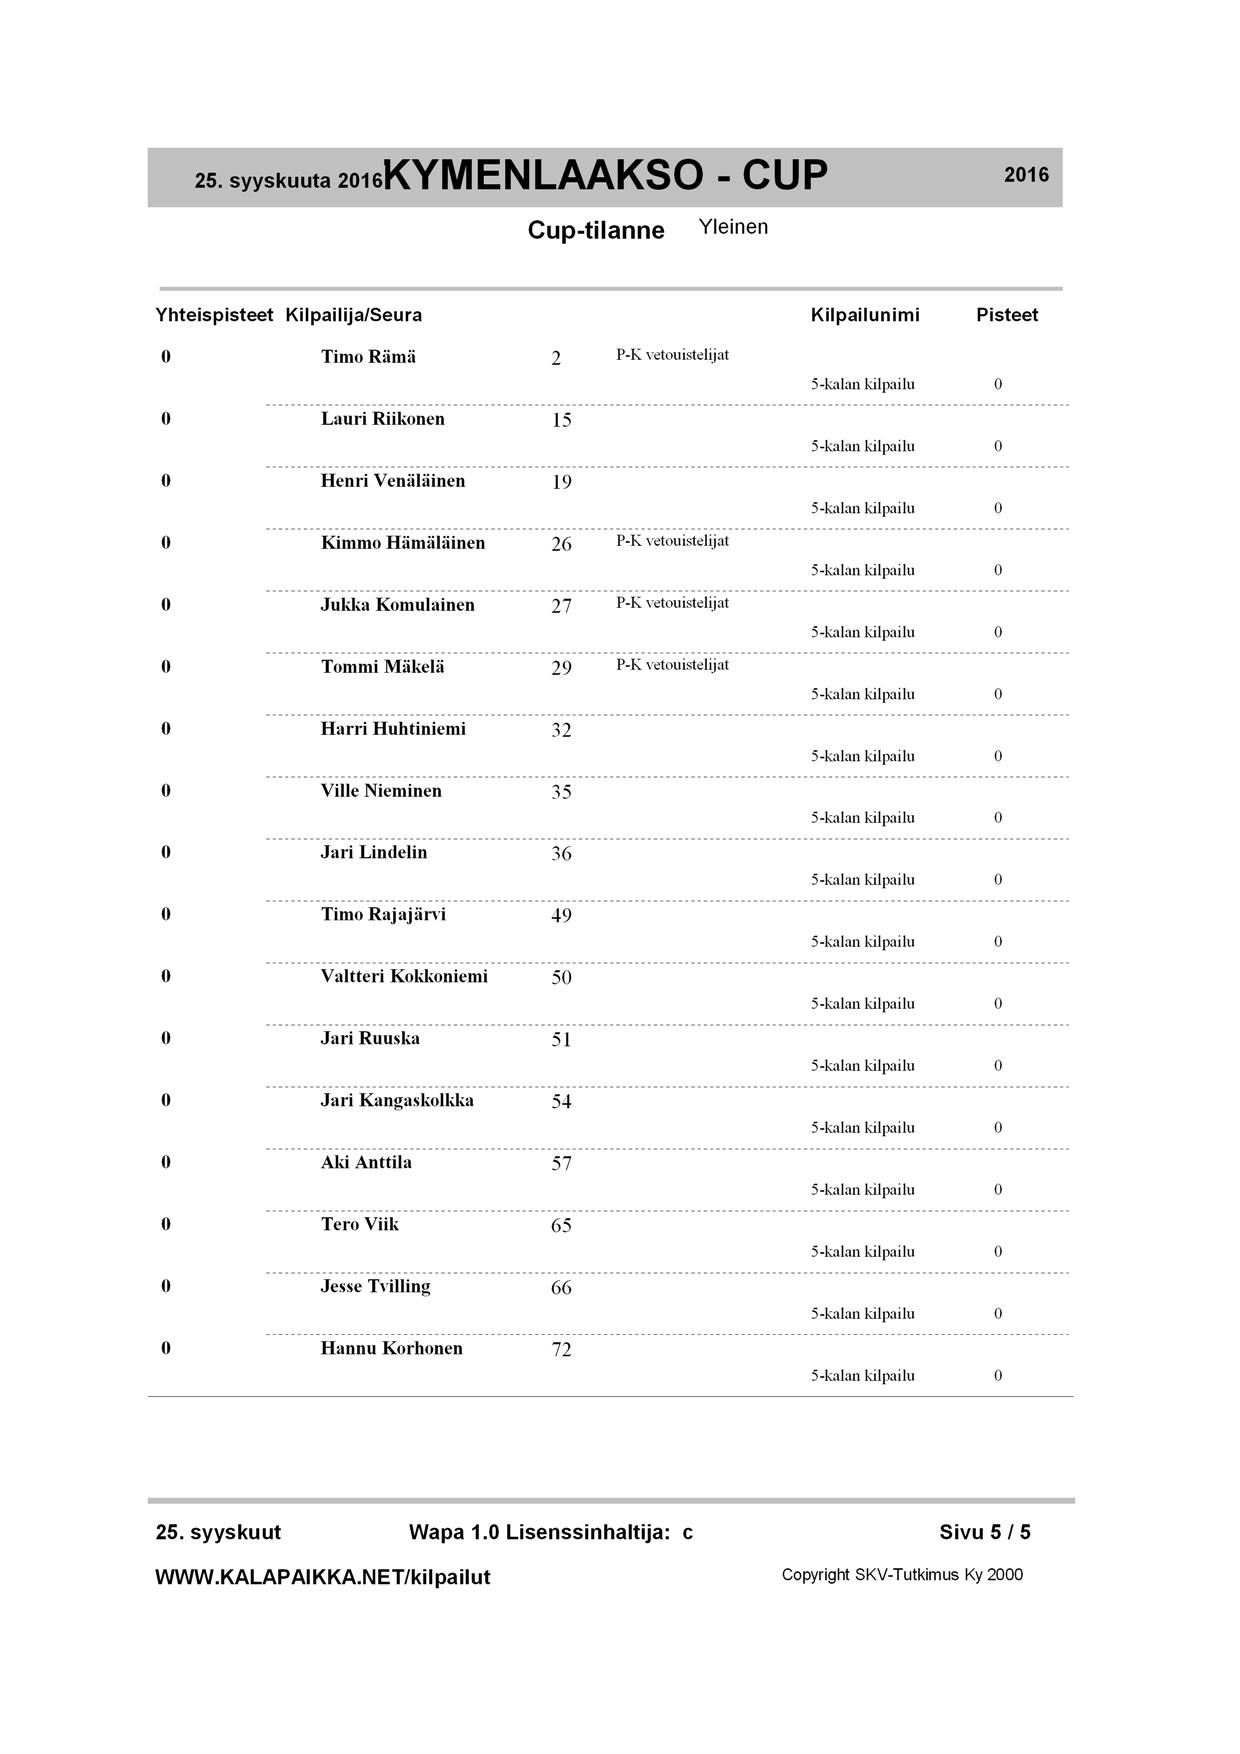 25. syyskuuta 2016 KYMENLAAKSO - CUP 2016
Cup-tilanne Yleinen
Yhteispisteet Kilpailija/Seura Kilpailunimi Pisteet
0 Timo Rämä 2 P-K vetouistelijat
5-kalan kilpailu 0
0 Lauri Riikonen 15
5-kalan kilpailu 0
0 Henri Venäläinen 19
5-kalan kilpailu 0
0 Kimmo Hämäläinen 26 P-K vetouistelijat
5-kalan kilpailu 0
0 Jukka Komulainen 27 P-K vetouistelijat
5-kalan kilpailu 0
0 Tommi Mäkelä 29 P-K vetouistelijat
5-kalan kilpailu 0
0 Harri Huhtiniemi 32
5-kalan kilpailu 0
0 Ville Nieminen 35
5-kalan kilpailu 0
0 Jari Lindelin 36
5-kalan kilpailu 0
0 Timo Rajajärvi 49
5-kalan kilpailu 0
0 Valtteri Kokkoniemi 50
5-kalan kilpailu 0
0 Jari Ruuska 51
5-kalan kilpailu 0
0 Jari Kangaskolkka 54
5-kalan kilpailu 0
0 Aki Anttila 57
5-kalan kilpailu 0
0 Tero Viik 65
5-kalan kilpailu 0
0 Jesse Tvilling 66
5-kalan kilpailu 0
0 Hannu Korhonen 72
5-kalan kilpailu 0
25. syyskuut Wapa 1.0 Lisenssinhaltija: c Sivu 5 / 5
WWW.KALAPAIKKA.NET/kilpailut Copyright SKV-Tutkimus Ky 2000